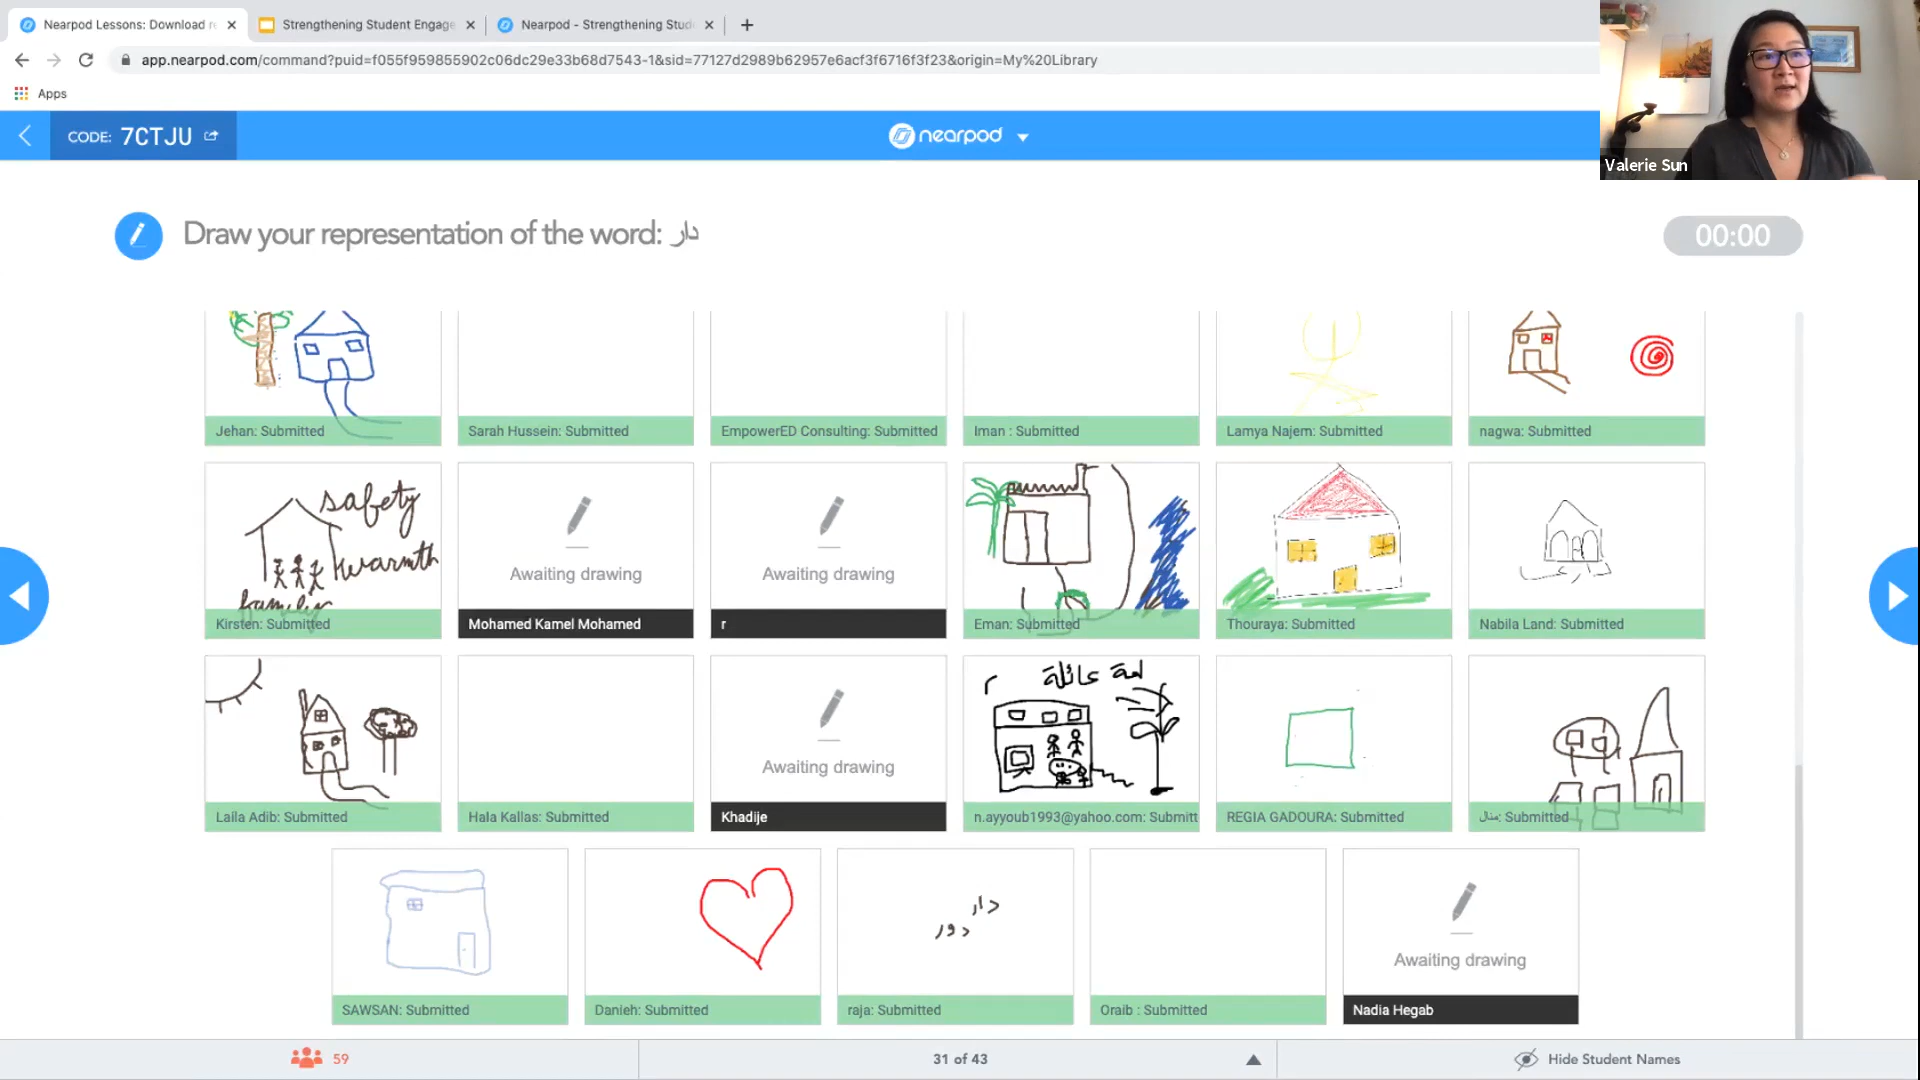 Nearpod Lessons: Download re
Strengthening Student Engage
Nearpod - Strengthening Stude
app.nearpod.com/command?puid=f055f959855902c06dc29e33b68d7543-1&sid=77127d2989b62957e6acf3f6716f3f23&origin=My%20Library
Apps
CODE: 7CTJU
nearpod
Valerie Sun
Draw your representation of the word: دار
00:00
Jehan: Submitted
Sarah Hussein: Submitted
EmpowerED Consulting: Submitted
Iman : Submitted
Lamya Najem: Submitted
nagwa: Submitted
safety
warmth
family
Kirsten: Submitted
Awaiting drawing
Mohamed Kamel Mohamed
Awaiting drawing
r
Eman: Submitted
Thouraya: Submitted
Nabila Land: Submitted
Laila Adib: Submitted
Hala Kallas: Submitted
Awaiting drawing
Khadije
لمة عائلة
n.ayyoub1993@yahoo.com: Submitt
REGIA GADOURA: Submitted
منال: Submitted
SAWSAN: Submitted
Danieh: Submitted
دار
دور
raja: Submitted
Oraib : Submitted
Awaiting drawing
Nadia Hegab
59
31 of 43
Hide Student Names